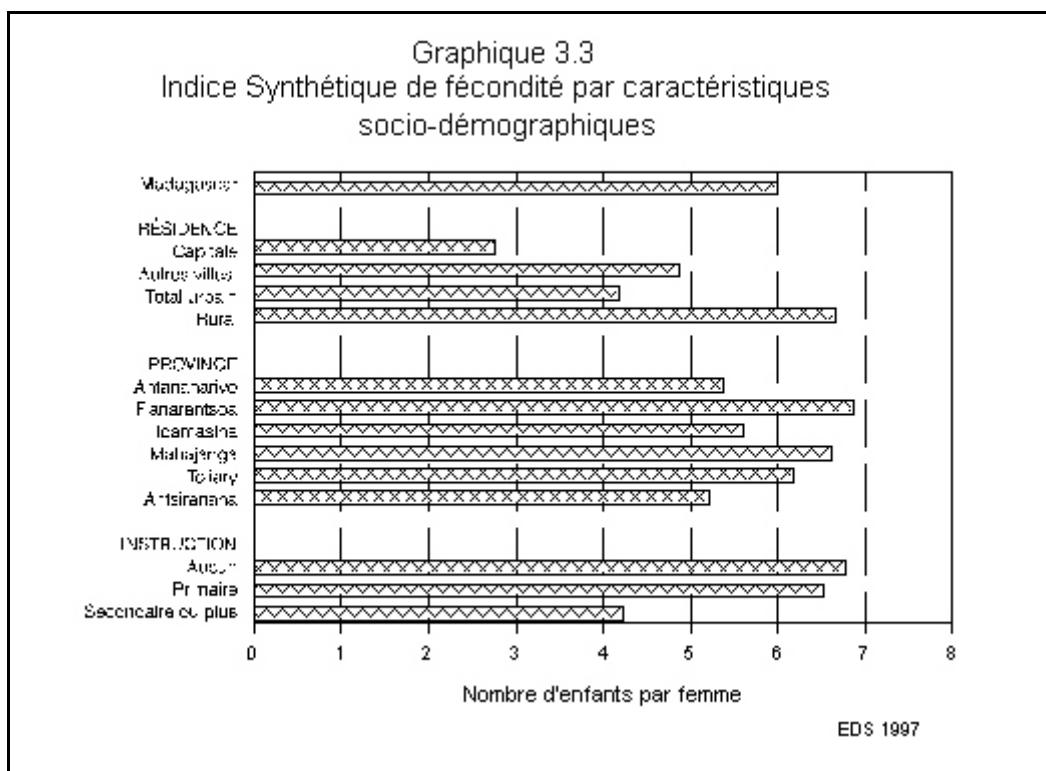 Graphique 3.3
Indice Synthétique de fécondité par caractéristiques
socio-démographiques
Madagascar
RÉSIDENCE
Capitale
Autres villes
Total urbain
Rural
PROVINCE
Antananarivo
Fianarantsoa
Toamasina
Mahajanga
Toliary
Antsiranana
INSTRUCTION
Aucun
Primaire
Secondaire ou plus
0 1 2 3 4 5 6 7 8
Nombre d'enfants par femme
EDS 1997